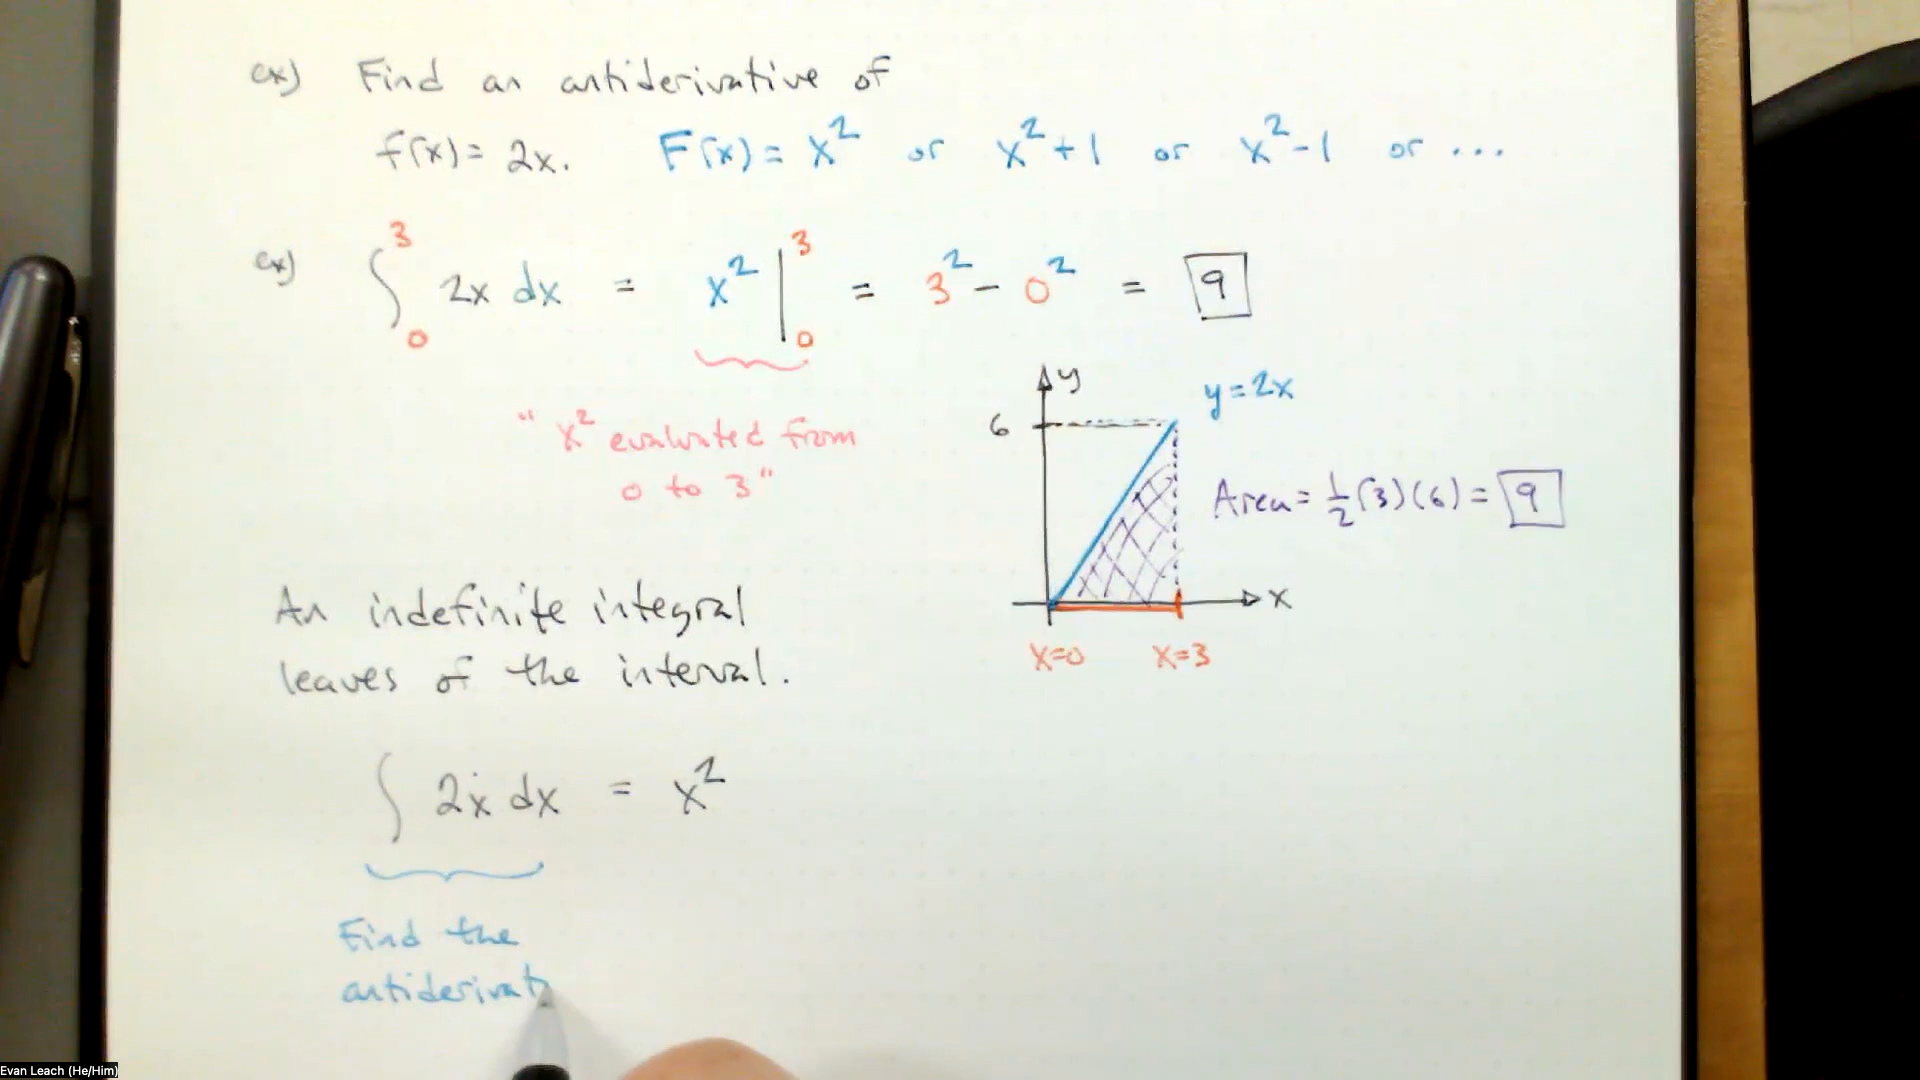 ex) Find an antiderivative of
f(x) = 2x. F(x) = x² or x²+1 or x²-1 or ...
ex) ∫₀³ 2x dx = x² |₀³ = 3² - 0² = 9
"x² evaluated from
0 to 3"
y
y=2x
6
Area = 1/2 (3)(6) = 9
x
x=0 x=3
An indefinite integral
leaves of the interval.
∫ 2x dx = x²
Find the
antiderivat
Evan Leach (He/Him)